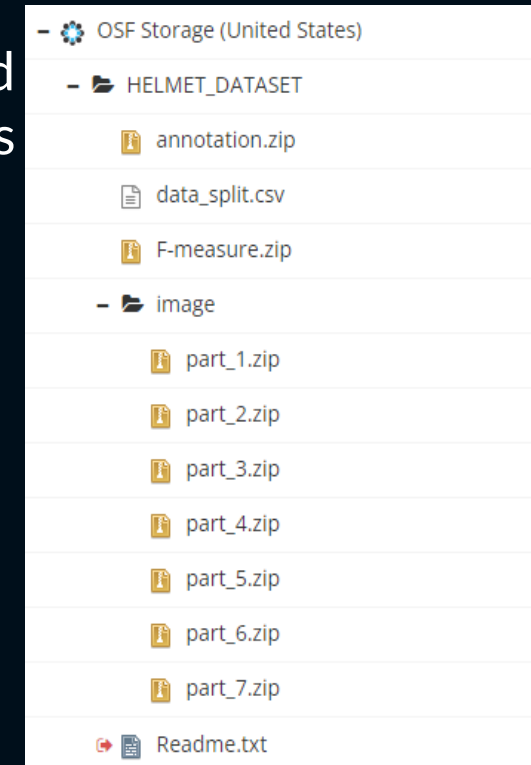 OSF Storage (United States)
d
HELMET_DATASET
s
annotation.zip
data_split.csv
F-measure.zip
image
part_1.zip
part_2.zip
part_3.zip
part_4.zip
part_5.zip
part_6.zip
part_7.zip
Readme.txt